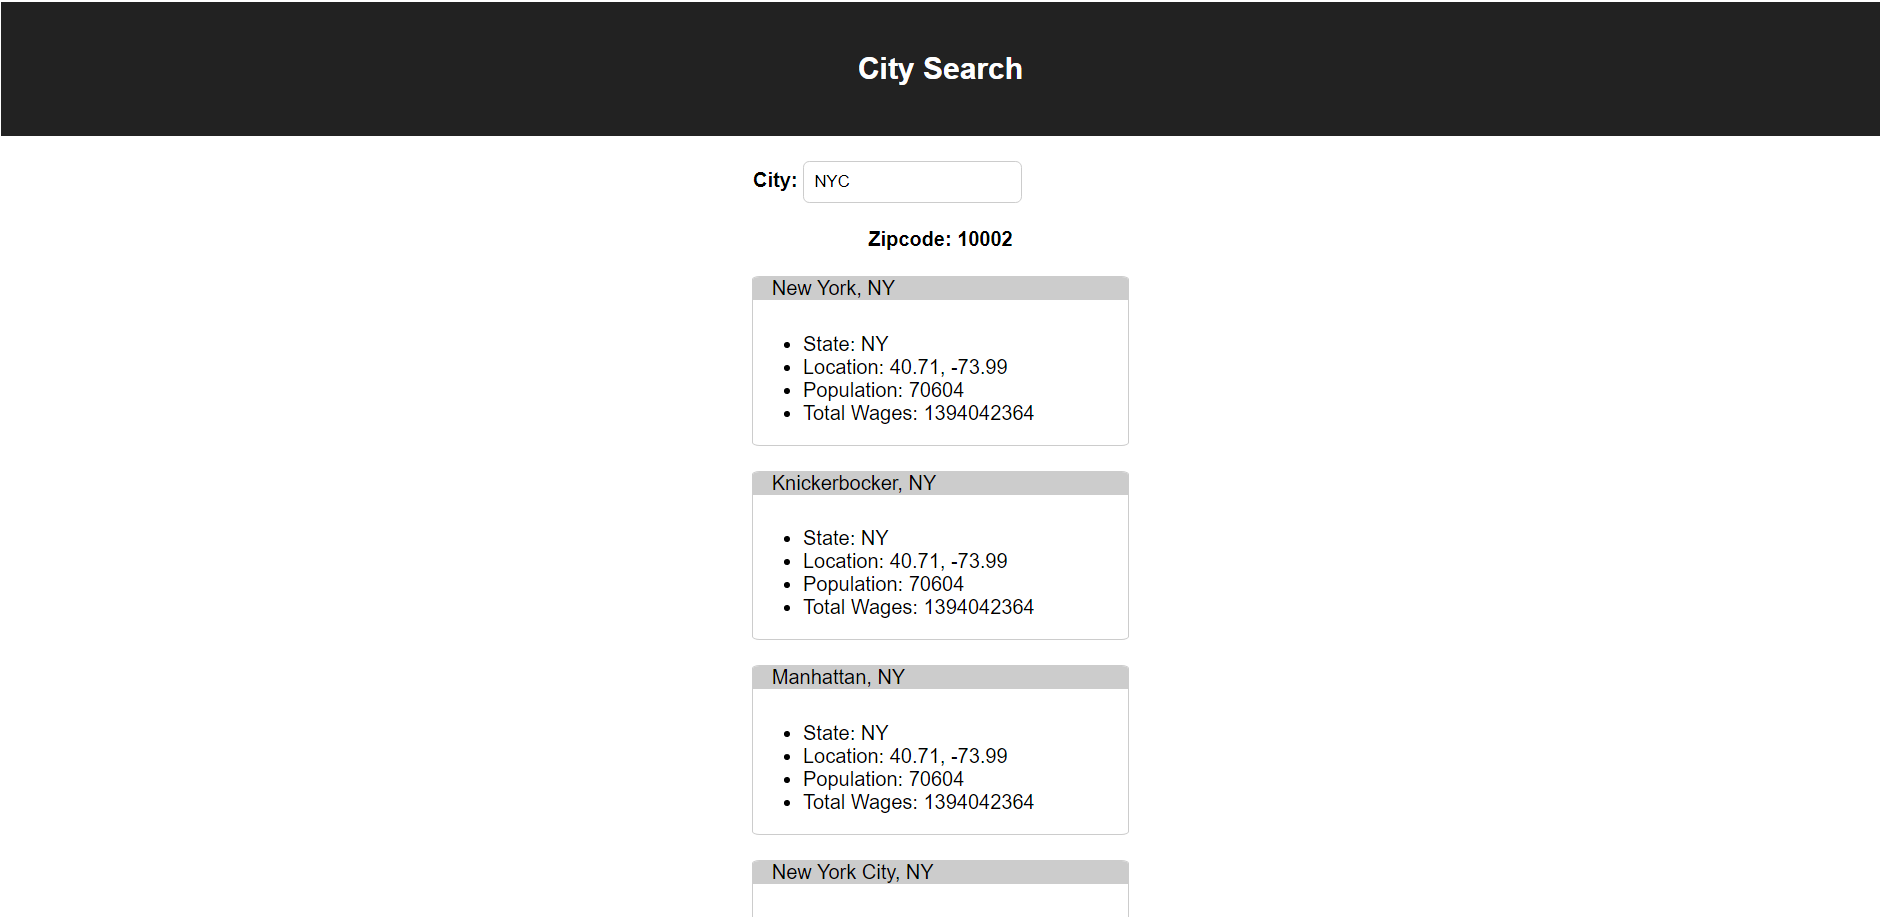 City Search
City: NYC
Zipcode: 10002
New York, NY
State: NY
Location: 40.71, -73.99
Population: 70604
Total Wages: 1394042364
Knickerbocker, NY
State: NY
Location: 40.71, -73.99
Population: 70604
Total Wages: 1394042364
Manhattan, NY
State: NY
Location: 40.71, -73.99
Population: 70604
Total Wages: 1394042364
New York City, NY